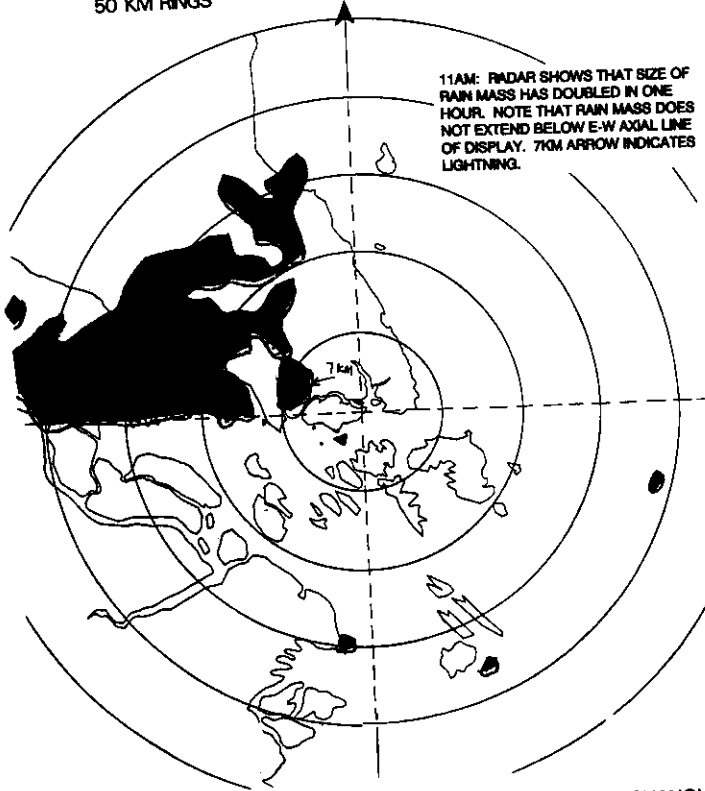 50 KM RINGS
11AM: RADAR SHOWS THAT SIZE OF
RAIN MASS HAS DOUBLED IN ONE
HOUR. NOTE THAT RAIN MASS DOES
NOT EXTEND BELOW E-W AXIAL LINE
OF DISPLAY. 7KM ARROW INDICATES
LIGHTNING.
7 KM